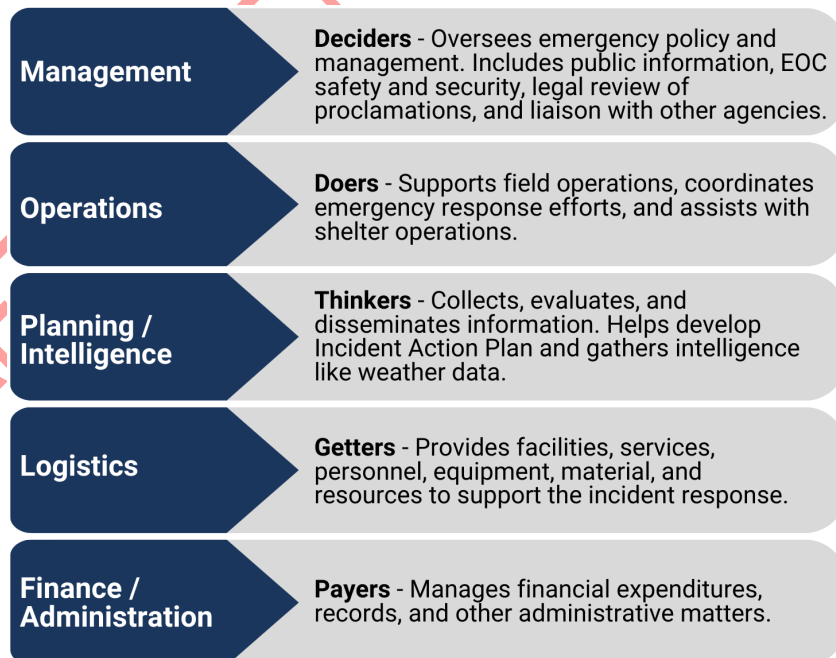 Management
Deciders - Oversees emergency policy and
management. Includes public information, EOC
safety and security, legal review of
proclamations, and liaison with other agencies.
Operations
Doers - Supports field operations, coordinates
emergency response efforts, and assists with
shelter operations.
Planning /
Intelligence
Thinkers - Collects, evaluates, and
disseminates information. Helps develop
Incident Action Plan and gathers intelligence
like weather data.
Logistics
Getters - Provides facilities, services,
personnel, equipment, material, and
resources to support the incident response.
Finance /
Administration
Payers - Manages financial expenditures,
records, and other administrative matters.